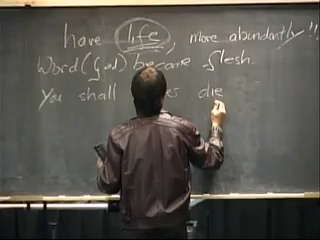 have life, more abundantly!!
Word (God) became flesh.
You shall die